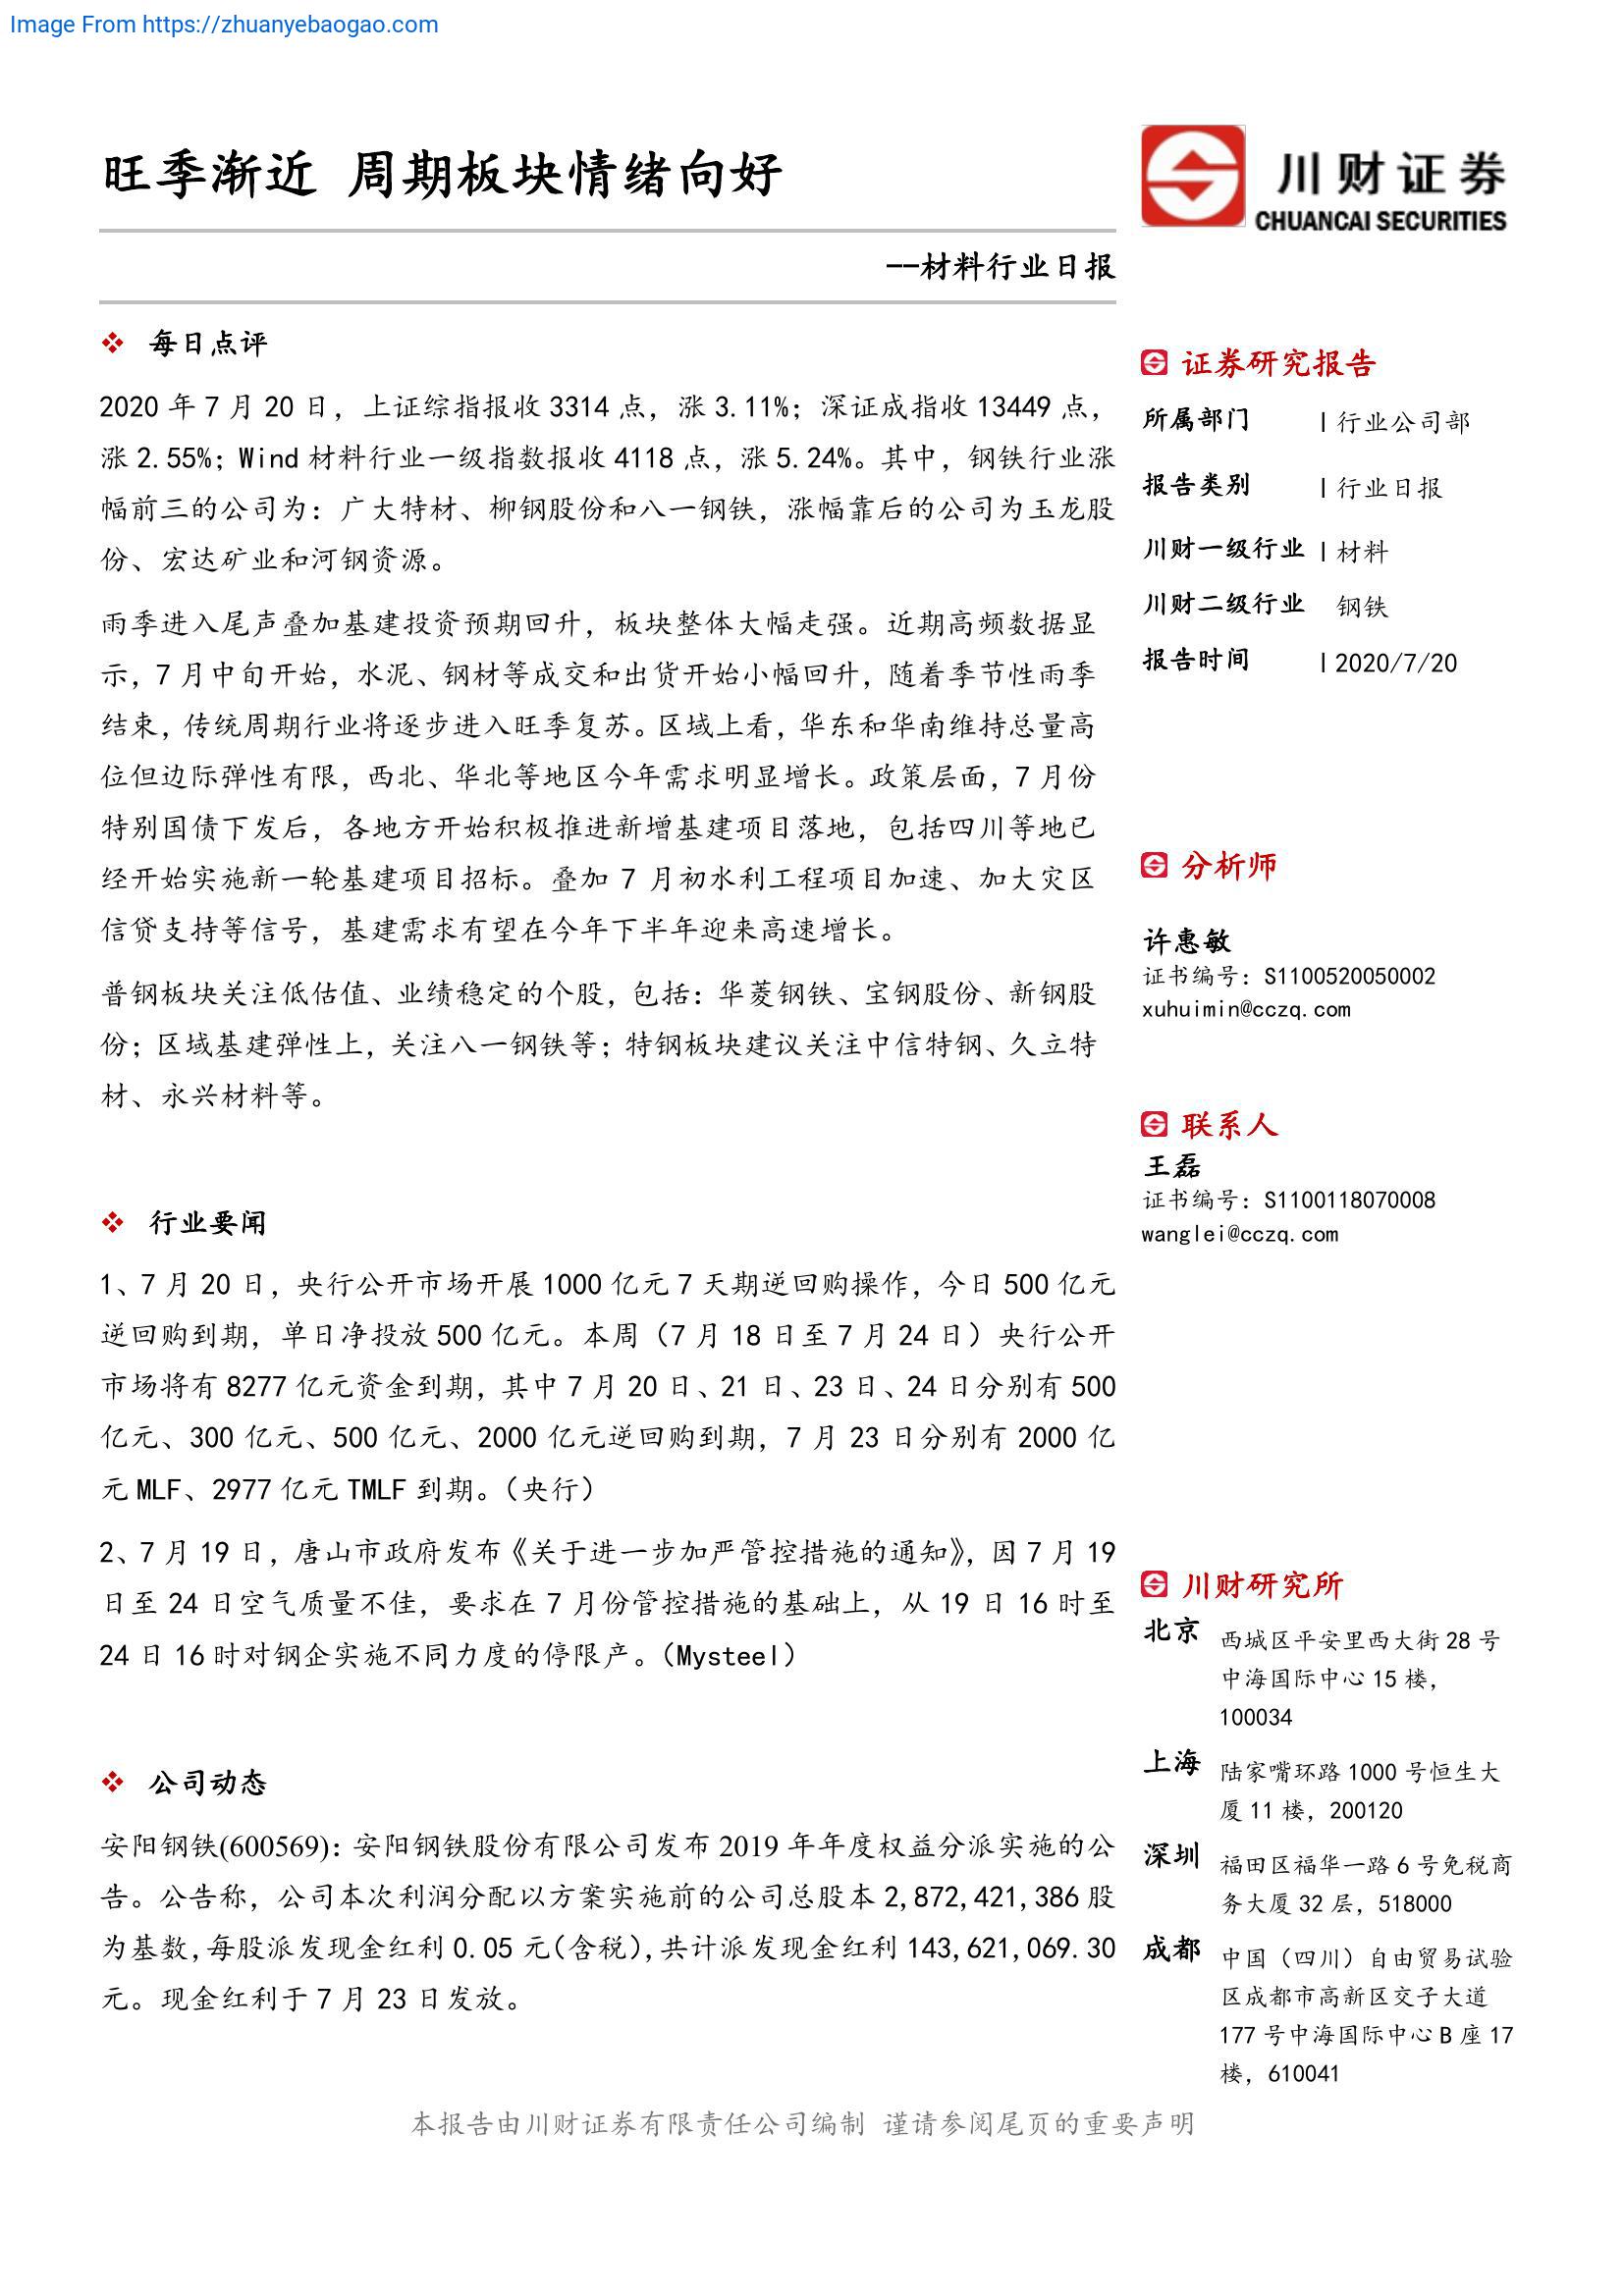 Image From https://zhuanyebaogao.com
旺季渐近 周期板块情绪向好
川财证券
CHUANCAI SECURITIES
——材料行业日报
每日点评
2020 年 7 月 20 日，上证综指报收 3314 点，涨 3.11%；深证成指收 13449 点，
涨 2.55%；Wind 材料行业一级指数报收 4118 点，涨 5.24%。其中，钢铁行业涨
幅前三的公司为：广大特材、柳钢股份和八一钢铁，涨幅靠后的公司为玉龙股
份、宏达矿业和河钢资源。
雨季进入尾声叠加基建投资预期回升，板块整体大幅走强。近期高频数据显
示，7 月中旬开始，水泥、钢材等成交和出货开始小幅回升，随着季节性雨季
结束，传统周期行业将逐步进入旺季复苏。区域上看，华东和华南维持总量高
位但边际弹性有限，西北、华北等地区今年需求明显增长。政策层面，7 月份
特别国债下发后，各地方开始积极推进新增基建项目落地，包括四川等地已
经开始实施新一轮基建项目招标。叠加 7 月初水利工程项目加速、加大灾区
信贷支持等信号，基建需求有望在今年下半年迎来高速增长。
普钢板块关注低估值、业绩稳定的个股，包括：华菱钢铁、宝钢股份、新钢股
份；区域基建弹性上，关注八一钢铁等；特钢板块建议关注中信特钢、久立特
材、永兴材料等。
行业要闻
1、7 月 20 日，央行公开市场开展 1000 亿元 7 天期逆回购操作，今日 500 亿元
逆回购到期，单日净投放 500 亿元。本周（7 月 18 日至 7 月 24 日）央行公开
市场将有 8277 亿元资金到期，其中 7 月 20 日、21 日、23 日、24 日分别有 500
亿元、300 亿元、500 亿元、2000 亿元逆回购到期，7 月 23 日分别有 2000 亿
元 MLF、2977 亿元 TMLF 到期。（央行）
2、7 月 19 日，唐山市政府发布《关于进一步加严管控措施的通知》，因 7 月 19
日至 24 日空气质量不佳，要求在 7 月份管控措施的基础上，从 19 日 16 时至
24 日 16 时对钢企实施不同力度的停限产。（Mysteel）
公司动态
安阳钢铁(600569)：安阳钢铁股份有限公司发布 2019 年年度权益分派实施的公
告。公告称，公司本次利润分配以方案实施前的公司总股本 2,872,421,386 股
为基数，每股派发现金红利 0.05 元（含税），共计派发现金红利 143,621,069.30
元。现金红利于 7 月 23 日发放。
证券研究报告
所属部门 | 行业公司部
报告类别 | 行业日报
川财一级行业 | 材料
川财二级行业 钢铁
报告时间 | 2020/7/20
分析师
许惠敏
证书编号：S1100520050002
xuhuimin@cczq.com
联系人
王磊
证书编号：S1100118070008
wanglei@cczq.com
川财研究所
北京 西城区平安里西大街 28 号
中海国际中心 15 楼，
100034
上海 陆家嘴环路 1000 号恒生大
厦 11 楼，200120
深圳 福田区福华一路 6 号免税商
务大厦 32 层，518000
成都 中国（四川）自由贸易试验
区成都市高新区交子大道
177 号中海国际中心 B 座 17
楼，610041
本报告由川财证券有限责任公司编制 谨请参阅尾页的重要声明